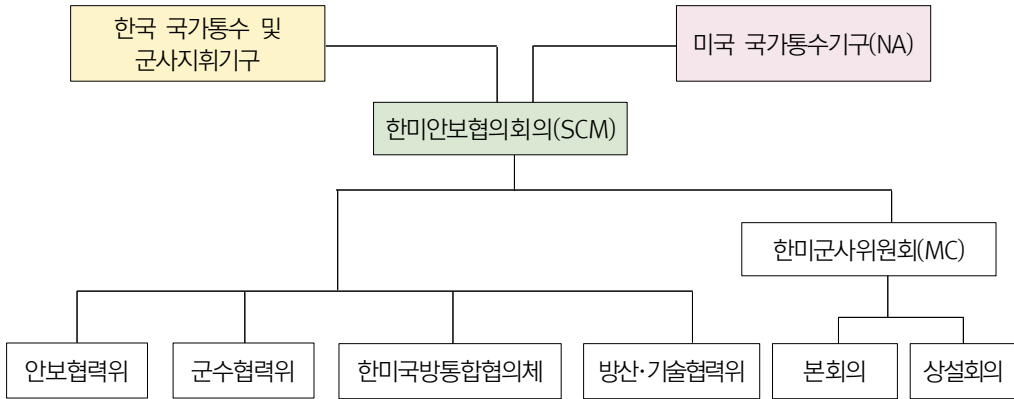 한국 국가통수 및
군사지휘기구
미국 국가통수기구(NA)
한미안보협의회의(SCM)
한미군사위원회(MC)
안보협력위
군수협력위
한미국방통합협의체
방산·기술협력위
본회의
상설회의